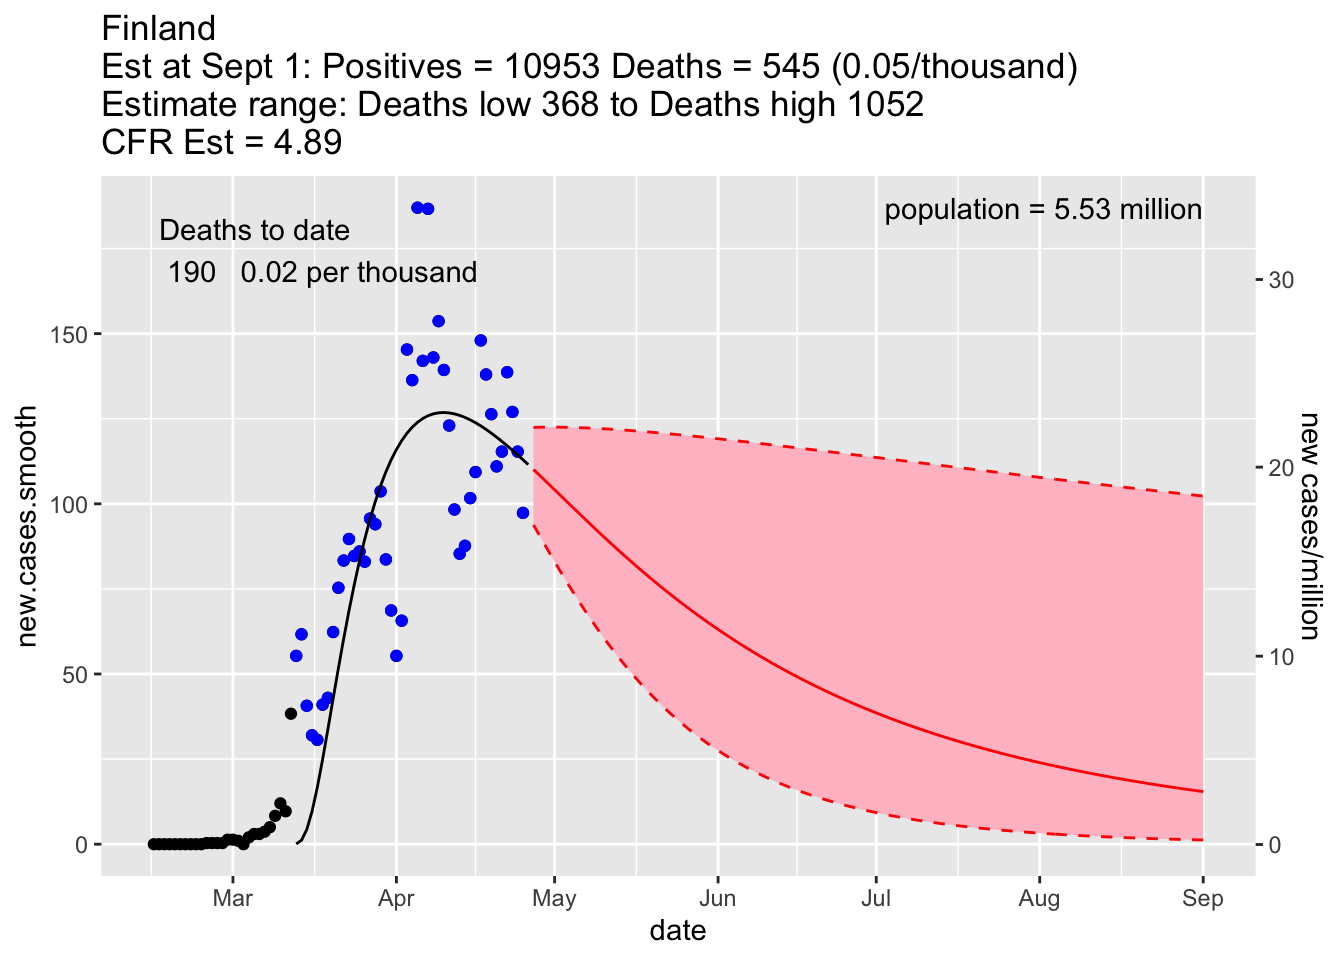 Finland
Est at Sept 1: Positives = 10953 Deaths = 545 (0.05/thousand)
Estimate range: Deaths low 368 to Deaths high 1052
CFR Est = 4.89
population = 5.53 million
Deaths to date
190 0.02 per thousand
150
100
50
0
new.cases.smooth
30
20
10
0
new cases/million
Mar Apr May Jun Jul Aug Sep
date